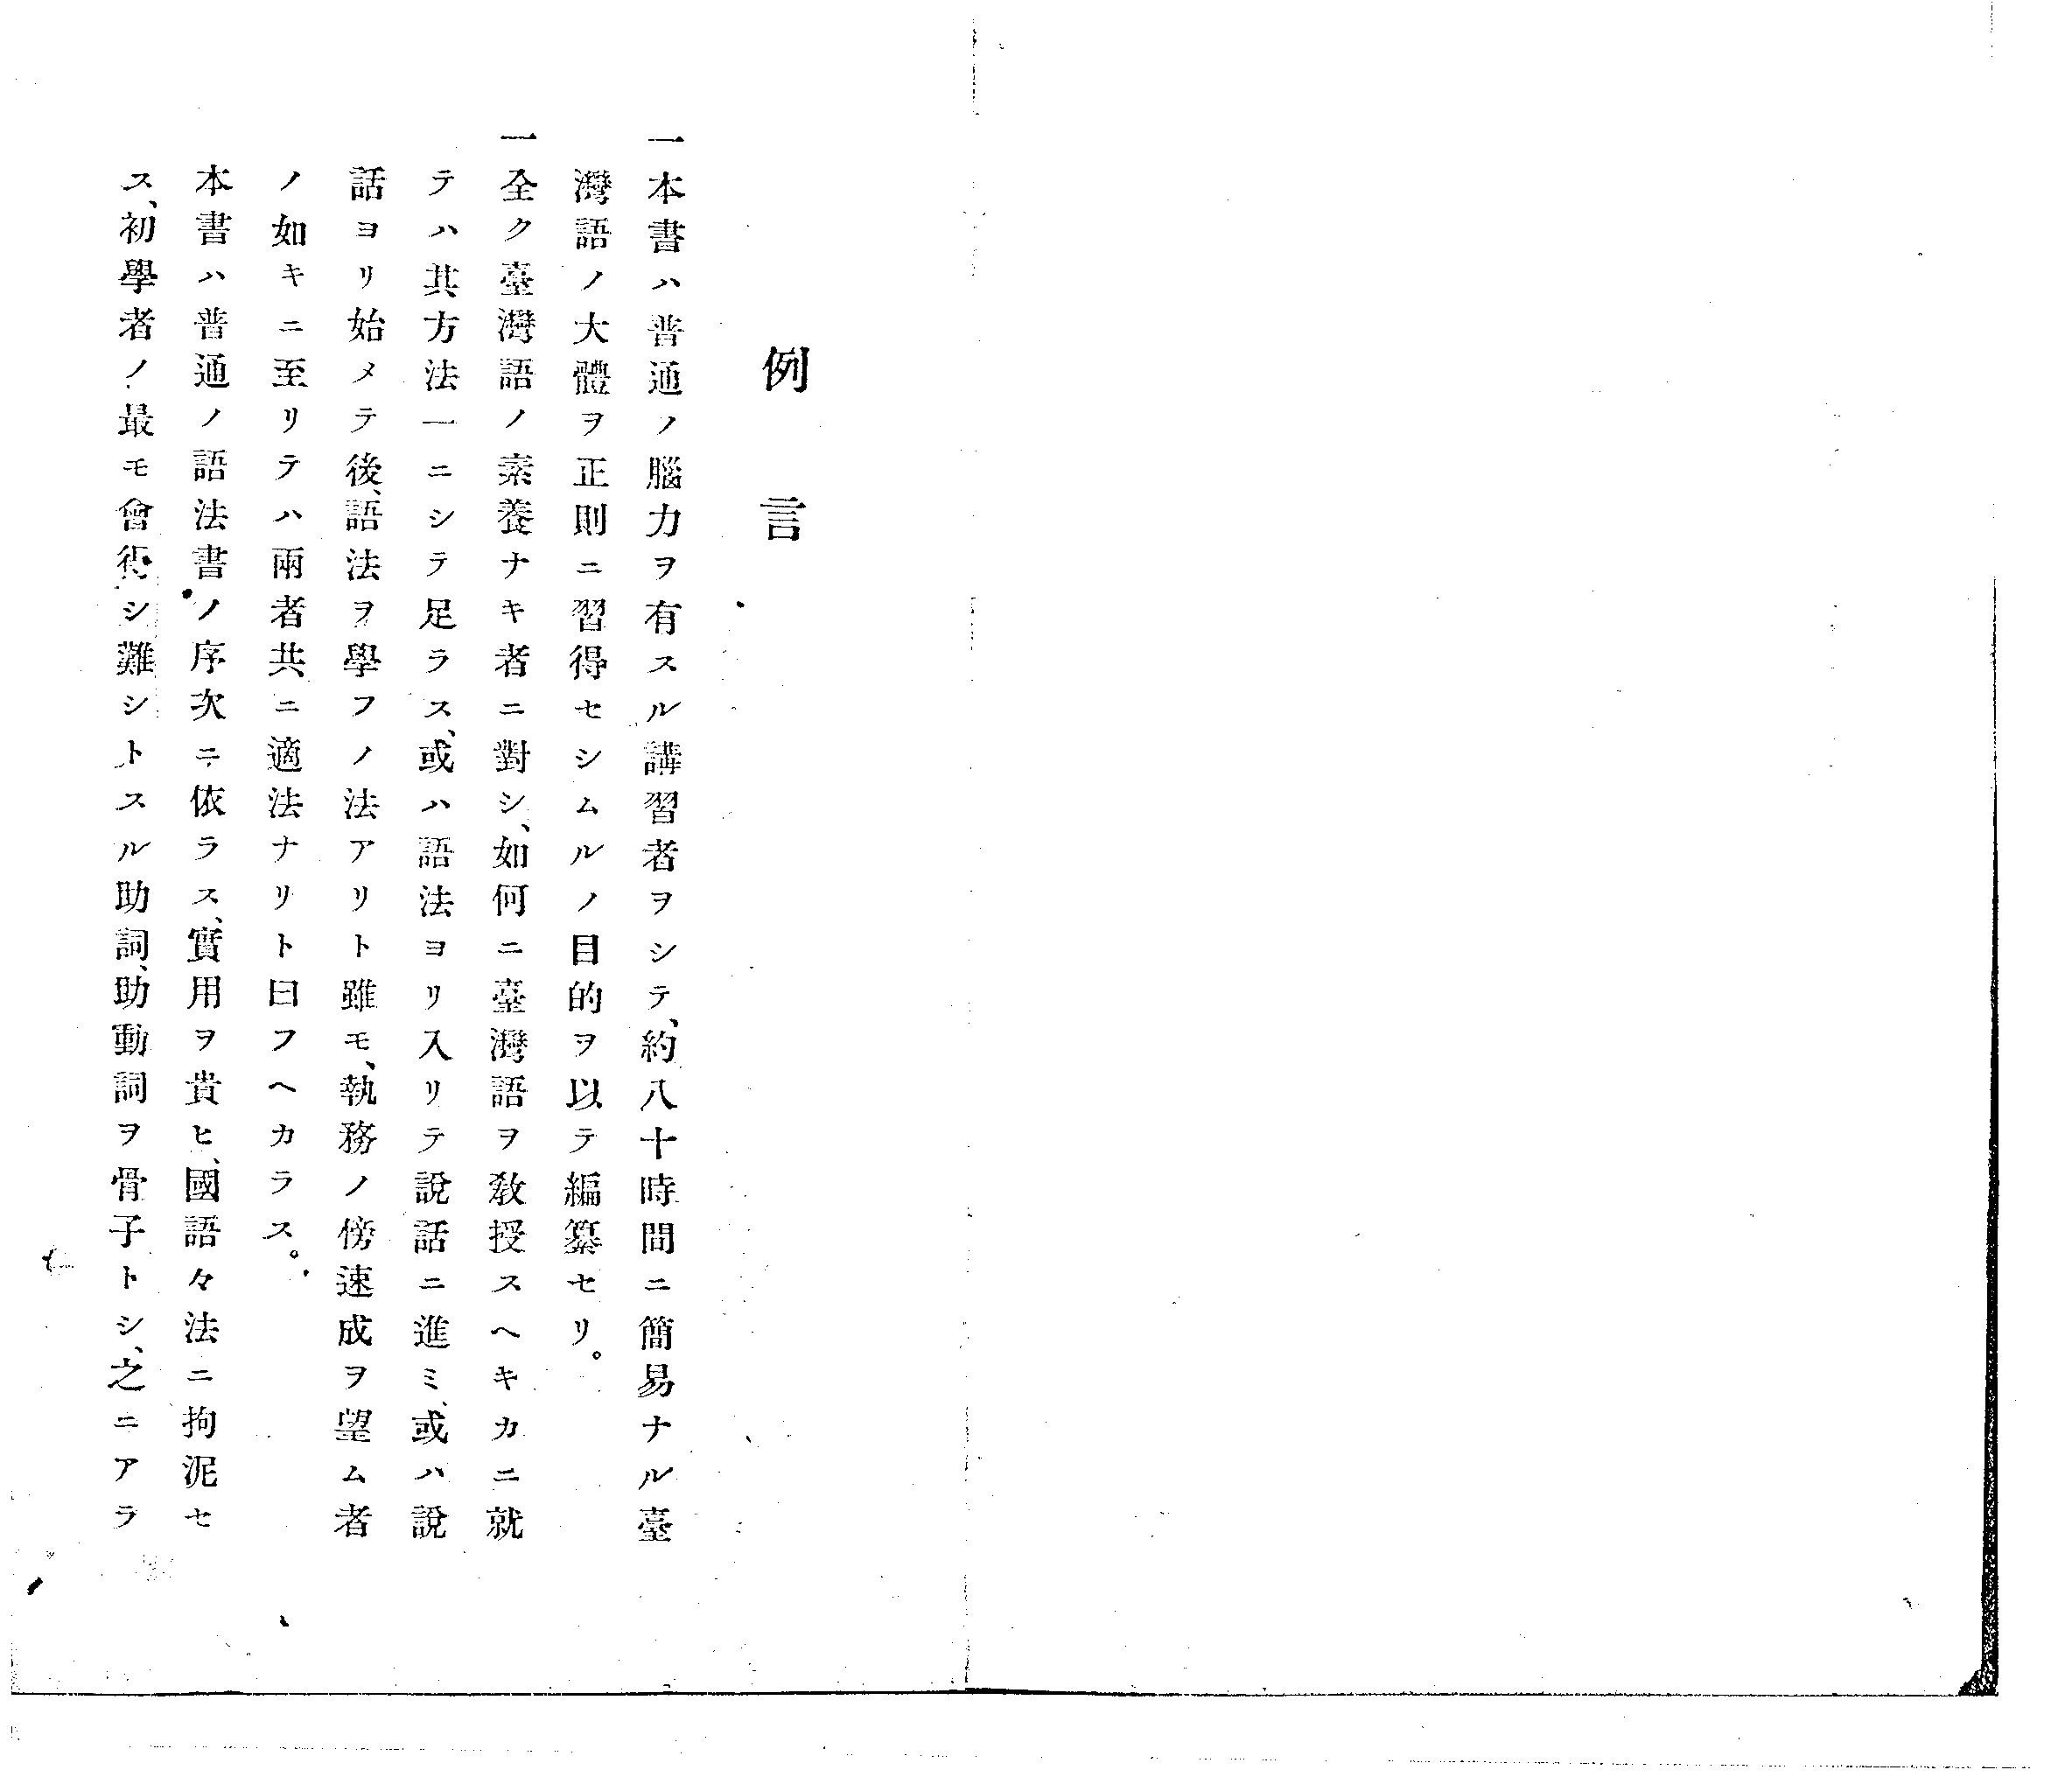 例言
一本書ハ普通ノ腦力ヲ有スル講習者ヲシテ、約八十時間ニ簡易ナル臺
灣語ノ大體ヲ正則ニ習得セシムルノ目的ヲ以テ編纂セリ。
一全ク臺灣語ノ素養ナキ者ニ對シ、如何ニ臺灣語ヲ敎授スヘキカニ就
テハ其方法一ニシテ足ラス、或ハ語法ヨリ入リテ說話ニ進ミ、或ハ說
話ヨリ始メテ後、語法ヲ學フノ法アリト雖モ、執務ノ傍速成ヲ望ム者
ノ如キニ至リテハ兩者共ニ適法ナリト曰フヘカラス。
本書ハ普通ノ語法書ノ序次ニ依ラス、實用ヲ貴ヒ、國語々法ニ拘泥セ
ス、初學者ノ最モ會得シ難シトスル助詞、助動詞ヲ骨子トシ、之ニアラ